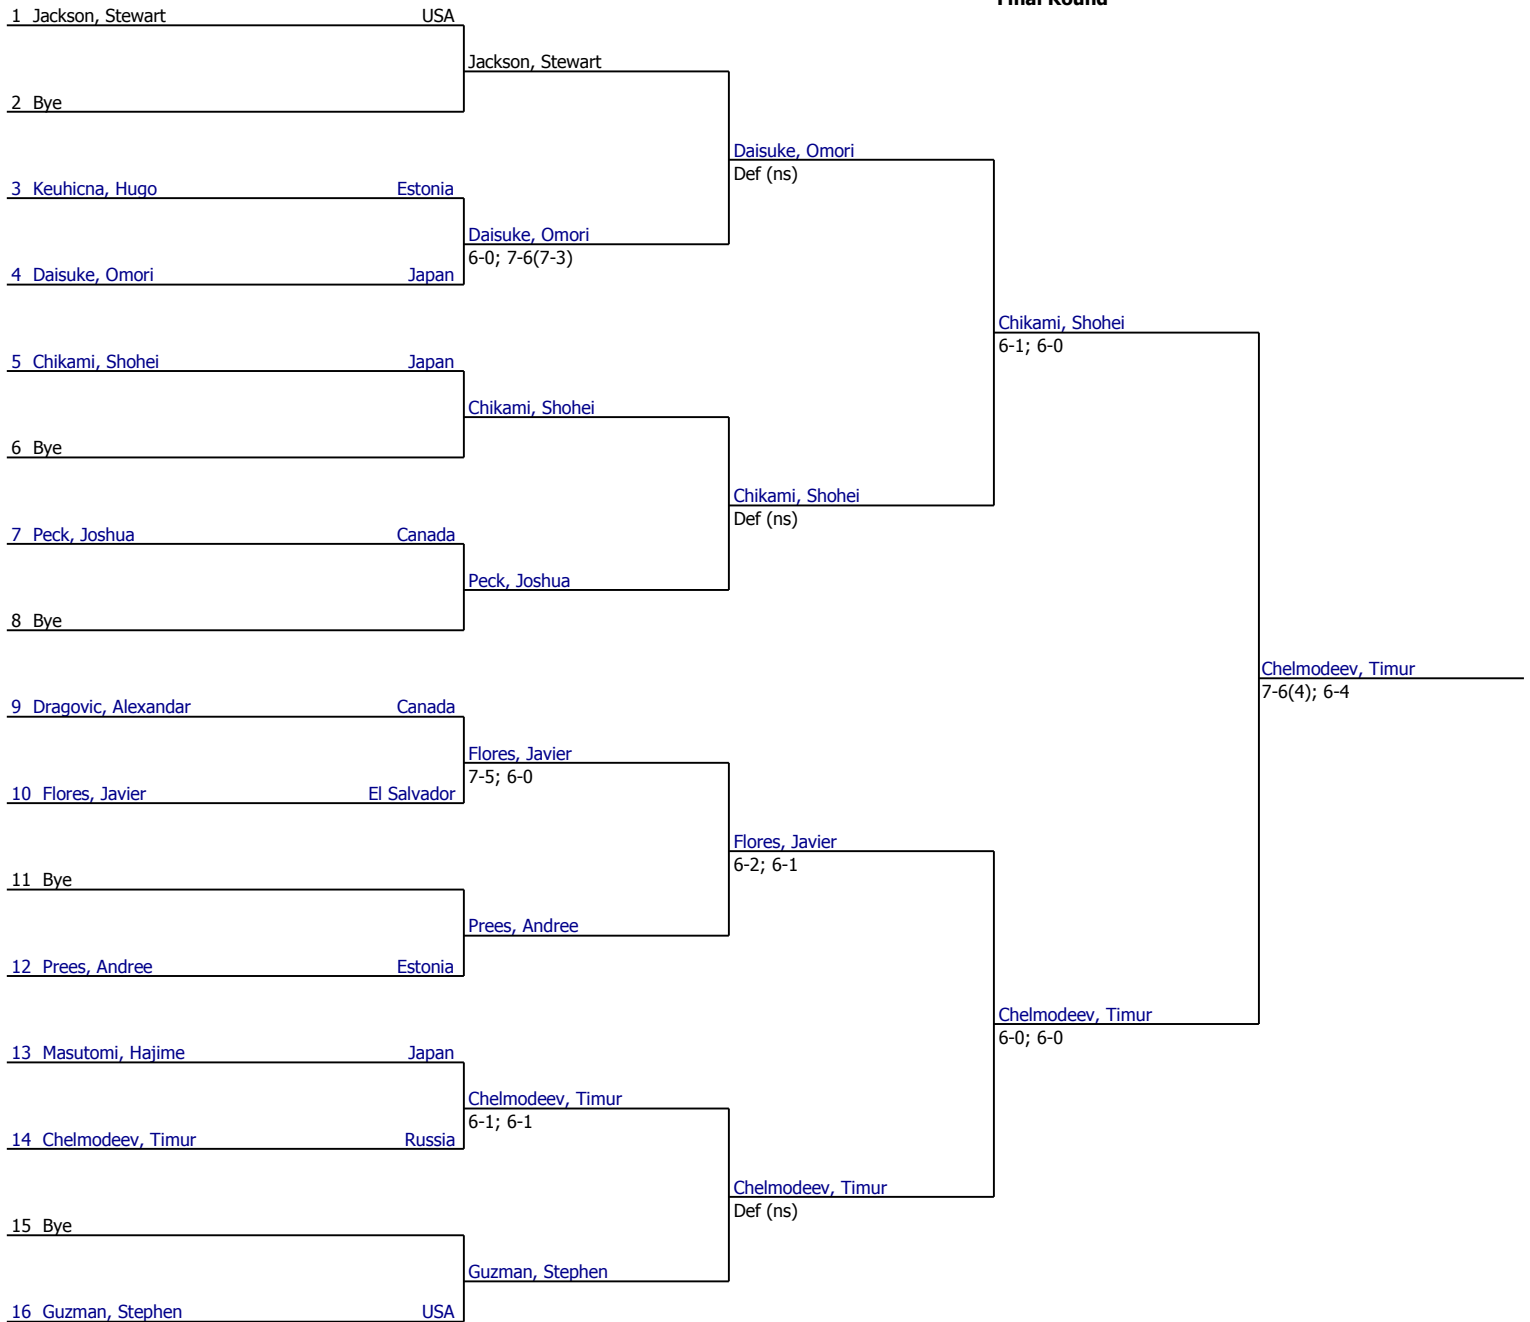 Final Round
1 Jackson, Stewart USA
Jackson, Stewart
2 Bye
Daisuke, Omori
Def (ns)
3 Keuhicna, Hugo Estonia
Daisuke, Omori
6-0; 7-6(7-3)
4 Daisuke, Omori Japan
Chikami, Shohei
6-1; 6-0
5 Chikami, Shohei Japan
Chikami, Shohei
6 Bye
Chikami, Shohei
Def (ns)
7 Peck, Joshua Canada
Peck, Joshua
8 Bye
Chelmodeev, Timur
7-6(4); 6-4
9 Dragovic, Alexandar Canada
Flores, Javier
7-5; 6-0
10 Flores, Javier El Salvador
Flores, Javier
6-2; 6-1
11 Bye
Prees, Andree
12 Prees, Andree Estonia
Chelmodeev, Timur
6-0; 6-0
13 Masutomi, Hajime Japan
Chelmodeev, Timur
6-1; 6-1
14 Chelmodeev, Timur Russia
Chelmodeev, Timur
Def (ns)
15 Bye
Guzman, Stephen
16 Guzman, Stephen USA